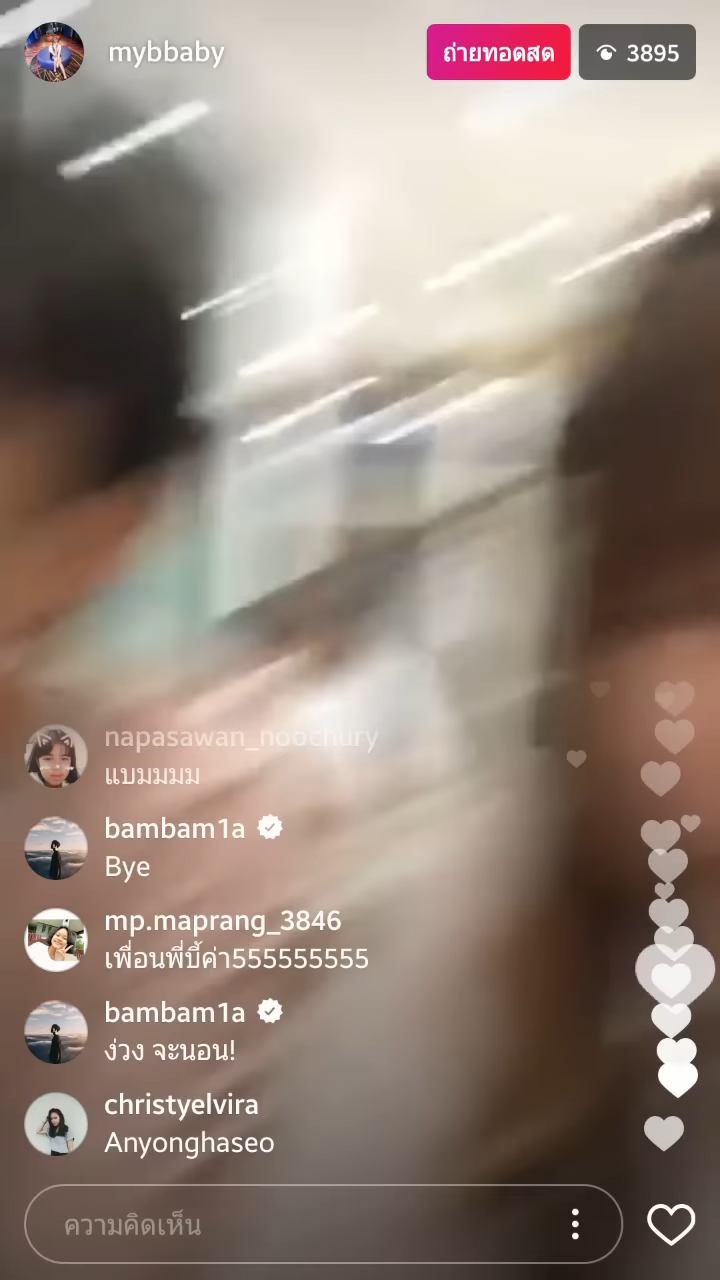 mybbaby
ถ่ายทอดสด
3895
napasawan_noochury
แบมมมม
bambam1a
Bye
mp.maprang_3846
เพื่อนพี่บี้ค่า555555555
bambam1a
ง่วง จะนอน!
christyelvira
Anyonghaseo
ความคิดเห็น